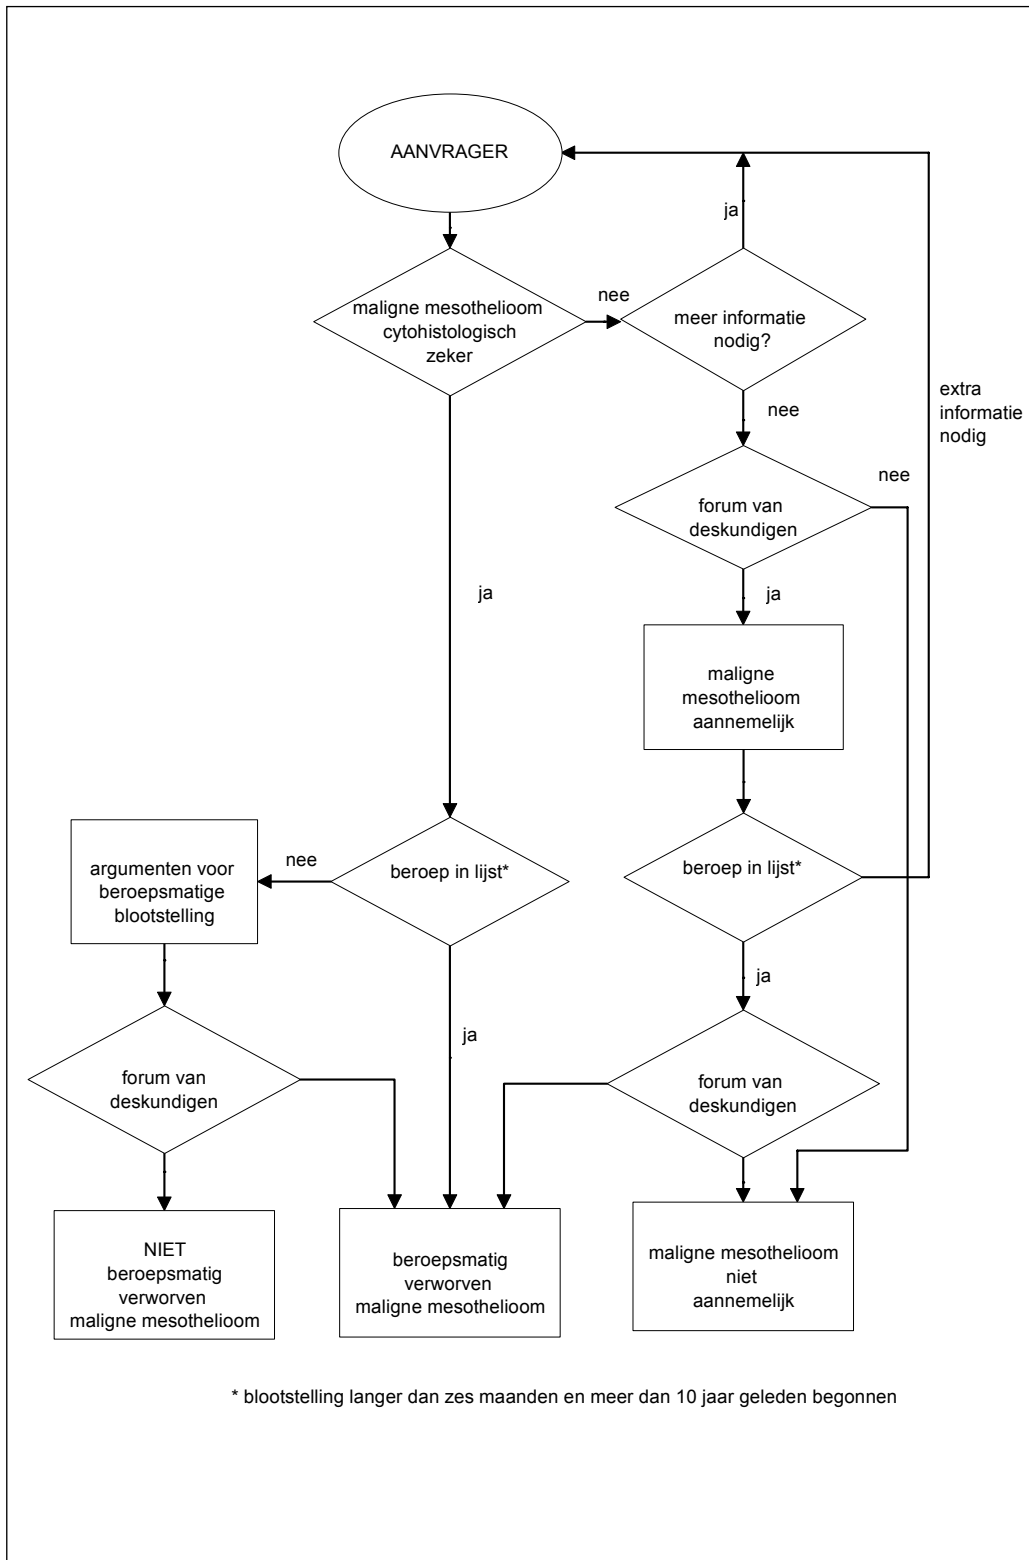 AANVRAGER
ja
maligne mesothelioom
cytohistologisch
zeker
nee
meer informatie
nodig?
extra
informatie
nodig
nee
nee
forum van
deskundigen
ja
ja
maligne
mesothelioom
aannemelijk
argumenten voor
beroepsmatige
blootstelling
nee
beroep in lijst*
beroep in lijst*
ja
ja
forum van
deskundigen
forum van
deskundigen
NIET
beroepsmatig
verworven
maligne mesothelioom
beroepsmatig
verworven
maligne mesothelioom
maligne mesothelioom
niet
aannemelijk
* blootstelling langer dan zes maanden en meer dan 10 jaar geleden begonnen